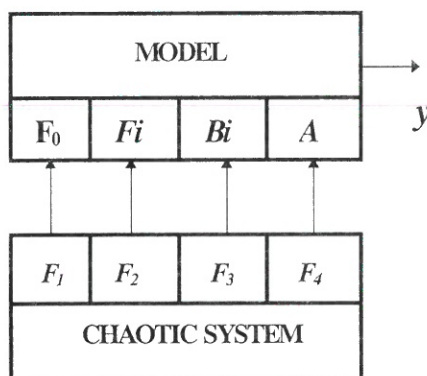 MODEL
F₀ Fi Bi A
y
F₁ F₂ F₃ F₄
CHAOTIC SYSTEM